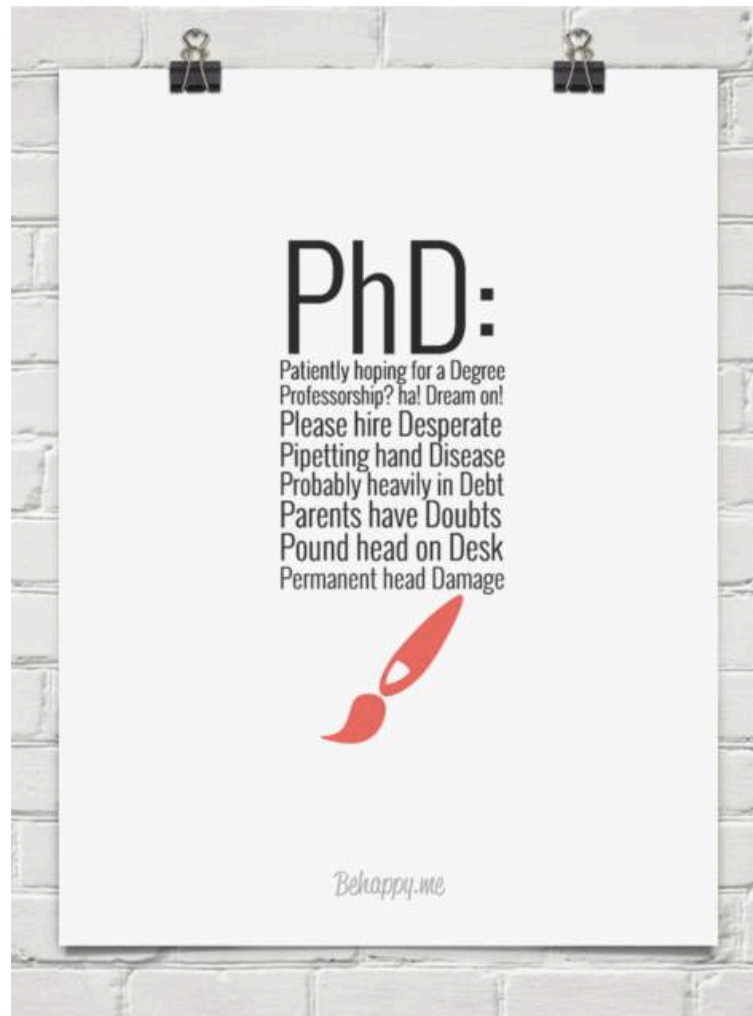 PhD:
Patiently hoping for a Degree
Professorship? ha! Dream on!
Please hire Desperate
Pipetting hand Disease
Probably heavily in Debt
Parents have Doubts
Pound head on Desk
Permanent head Damage
Behappy.me